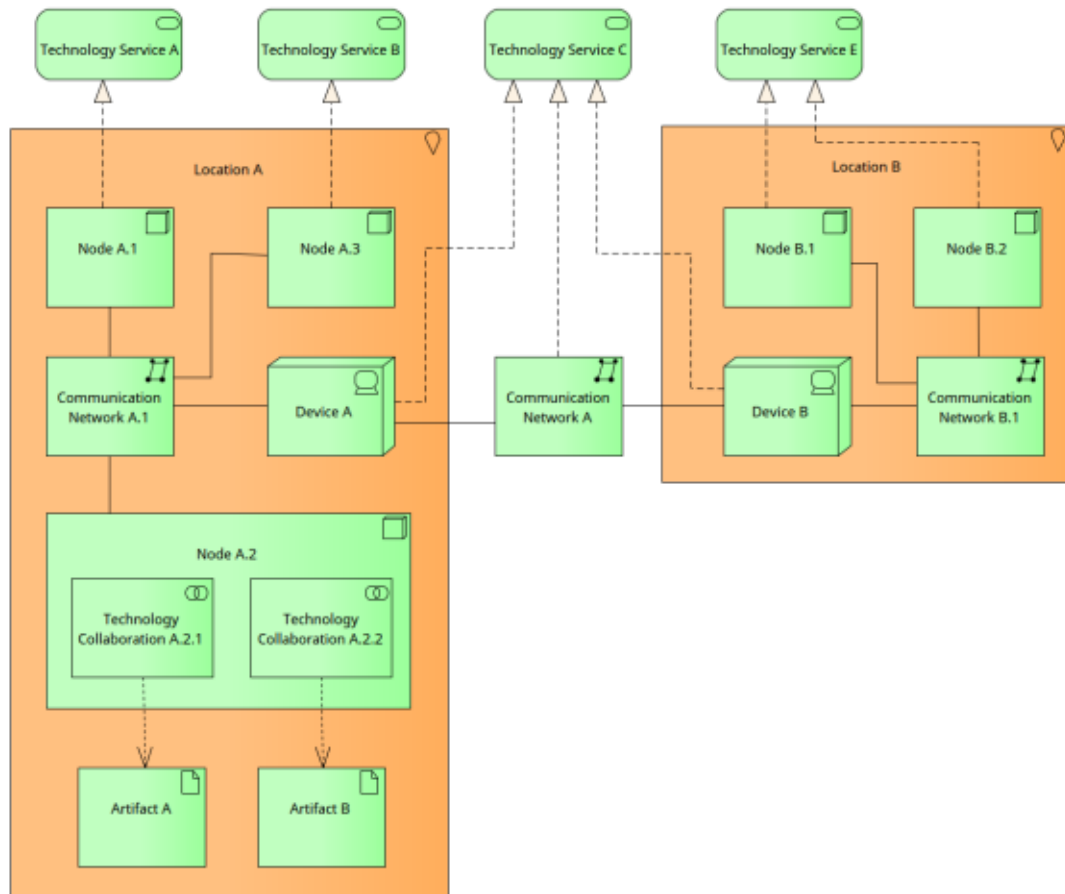 Technology Service A
Technology Service B
Technology Service C
Technology Service E
Location A
Location B
Node A.1
Node A.3
Node B.1
Node B.2
Communication
Network A.1
Device A
Communication
Network A
Device B
Communication
Network B.1
Node A.2
Technology
Collaboration A.2.1
Technology
Collaboration A.2.2
Artifact A
Artifact B